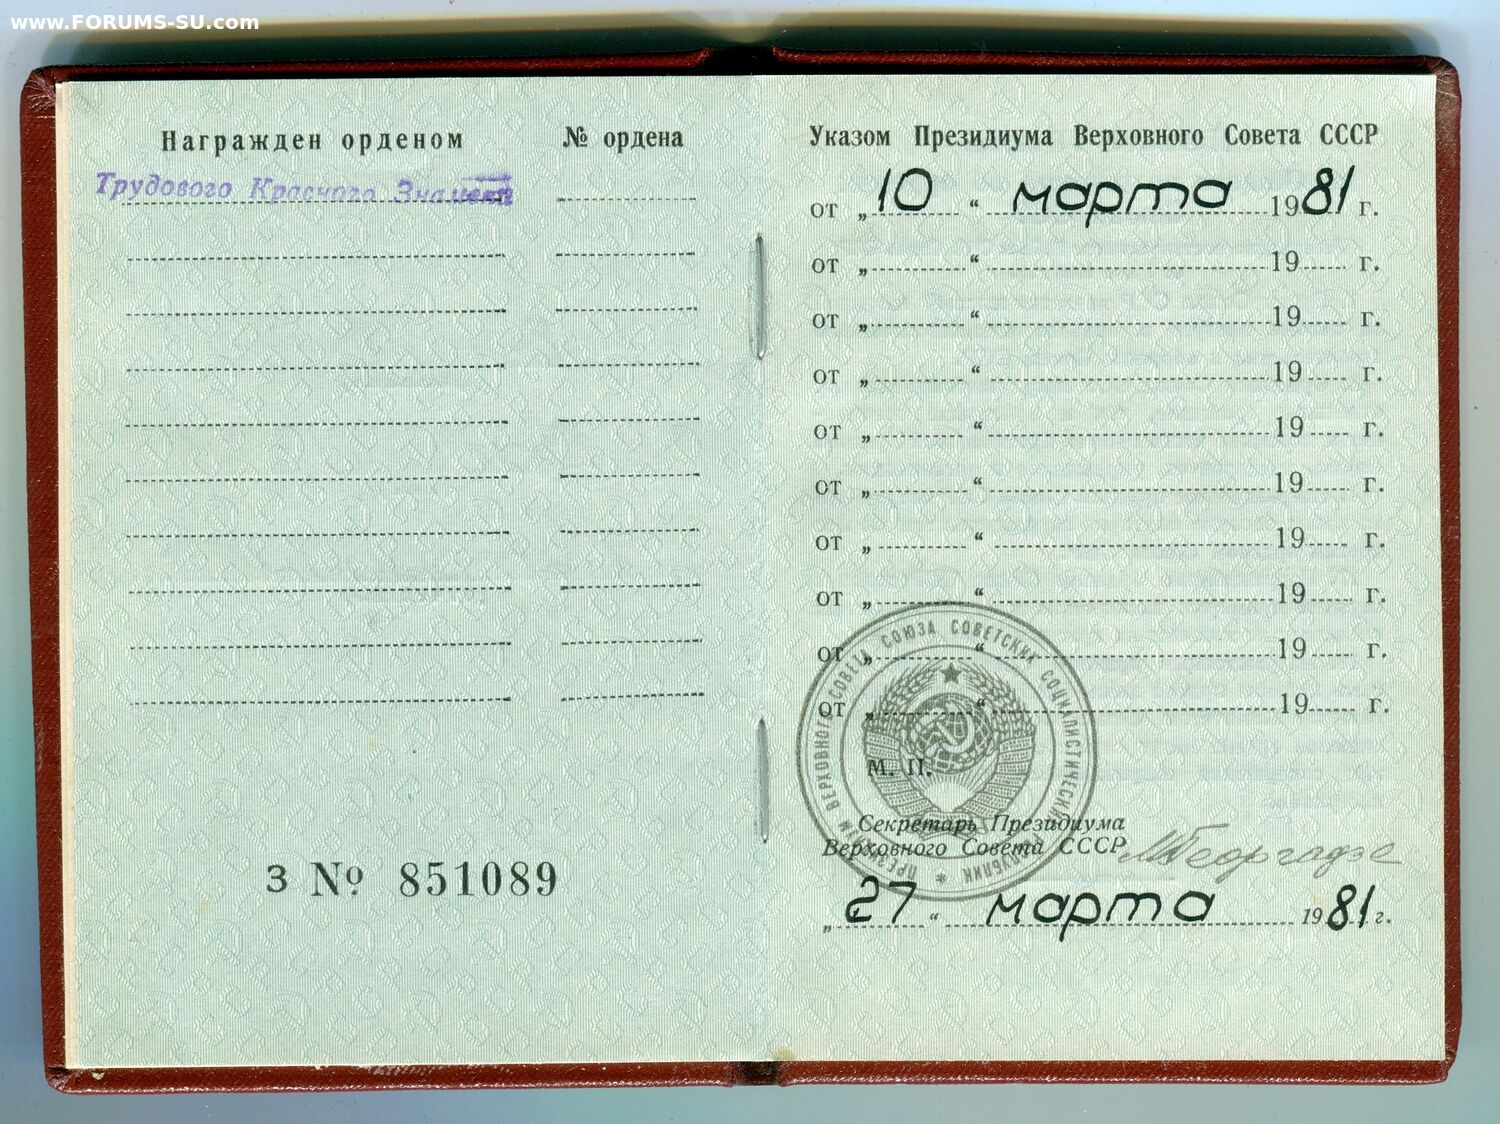 www.FORUMS-SU.com
Награжден орденом № ордена
Трудового Красного Знамени
Указом Президиума Верховного Совета СССР
от „10“ марта 1981 г.
от „ “ 19 г.
от „ “ 19 г.
от „ “ 19 г.
от „ “ 19 г.
от „ “ 19 г.
от „ “ 19 г.
от „ “ 19 г.
от „ “ 19 г.
от „ “ 19 г.
ПРЕЗИДИУМ ВЕРХОВНОГО СОВЕТА СОЮЗА СОВЕТСКИХ СОЦИАЛИСТИЧЕСКИХ РЕСПУБЛИК *
М. П.
Секретарь Президиума
Верховного Совета СССР МГеоргадзе
„27“ марта 1981 г.
З № 851089